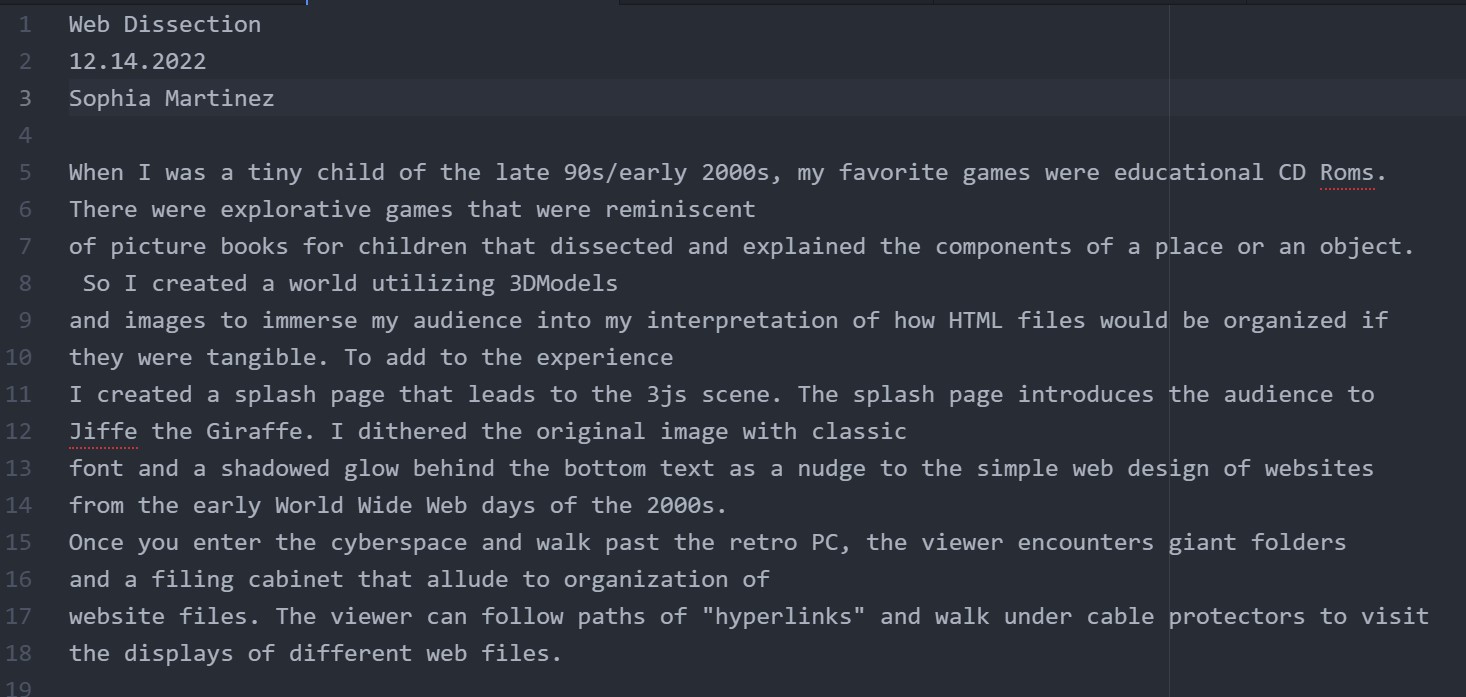 1 Web Dissection
2 12.14.2022
3 Sophia Martinez
4
5 When I was a tiny child of the late 90s/early 2000s, my favorite games were educational CD Roms.
6 There were explorative games that were reminiscent
7 of picture books for children that dissected and explained the components of a place or an object.
8 So I created a world utilizing 3DModels
9 and images to immerse my audience into my interpretation of how HTML files would be organized if
10 they were tangible. To add to the experience
11 I created a splash page that leads to the 3js scene. The splash page introduces the audience to
12 Jiffe the Giraffe. I dithered the original image with classic
13 font and a shadowed glow behind the bottom text as a nudge to the simple web design of websites
14 from the early World Wide Web days of the 2000s.
15 Once you enter the cyberspace and walk past the retro PC, the viewer encounters giant folders
16 and a filing cabinet that allude to organization of
17 website files. The viewer can follow paths of "hyperlinks" and walk under cable protectors to visit
18 the displays of different web files.
19